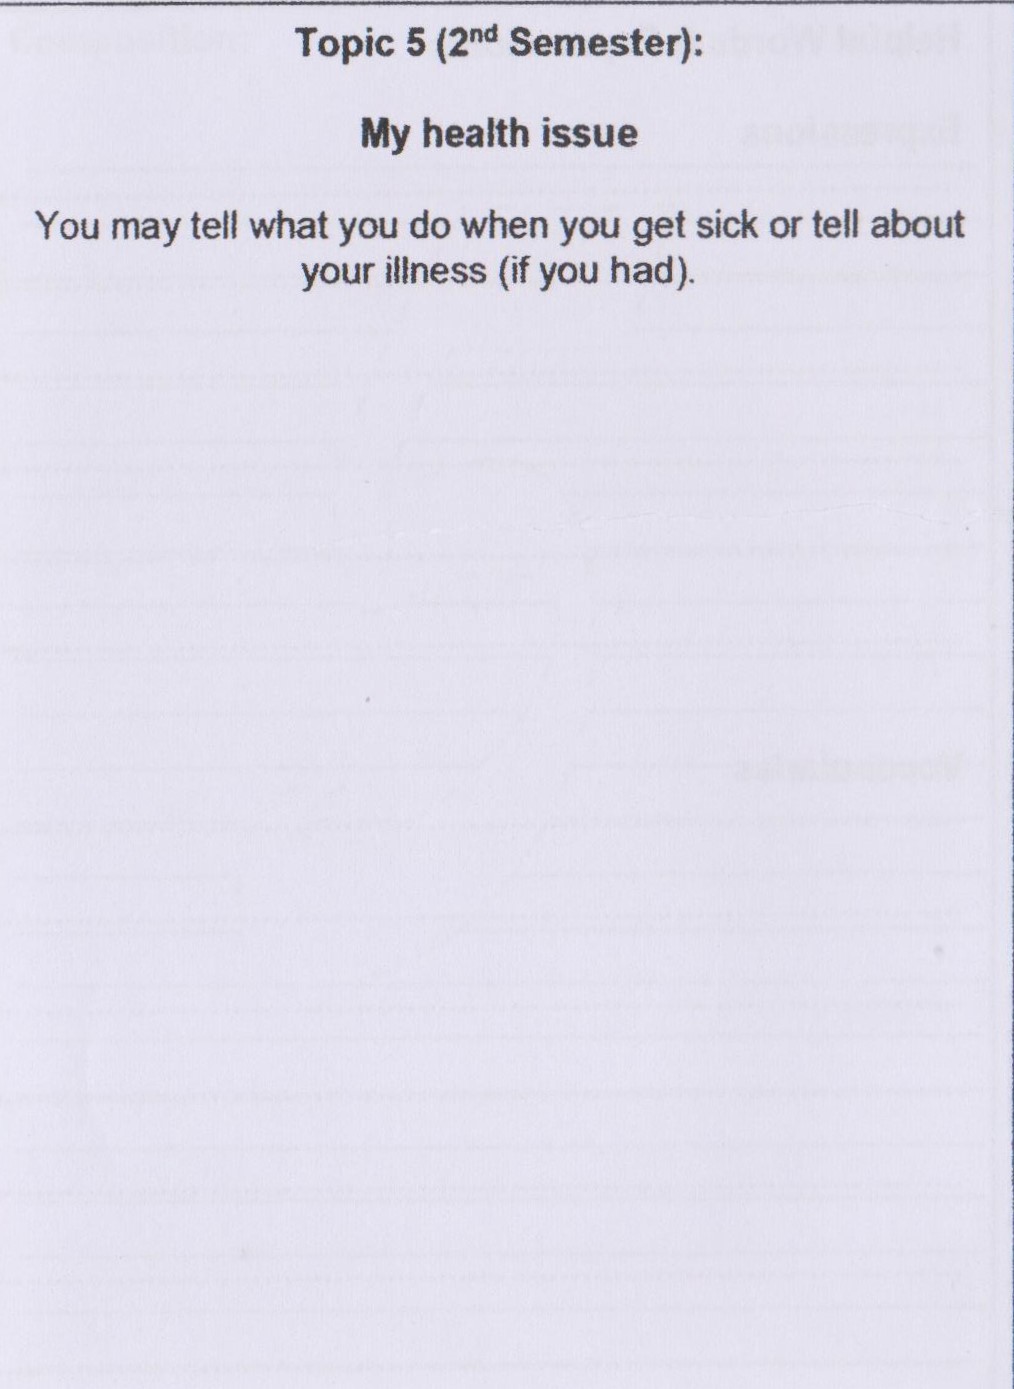 Topic 5 (2nd Semester):
My health issue
You may tell what you do when you get sick or tell about
your illness (if you had).